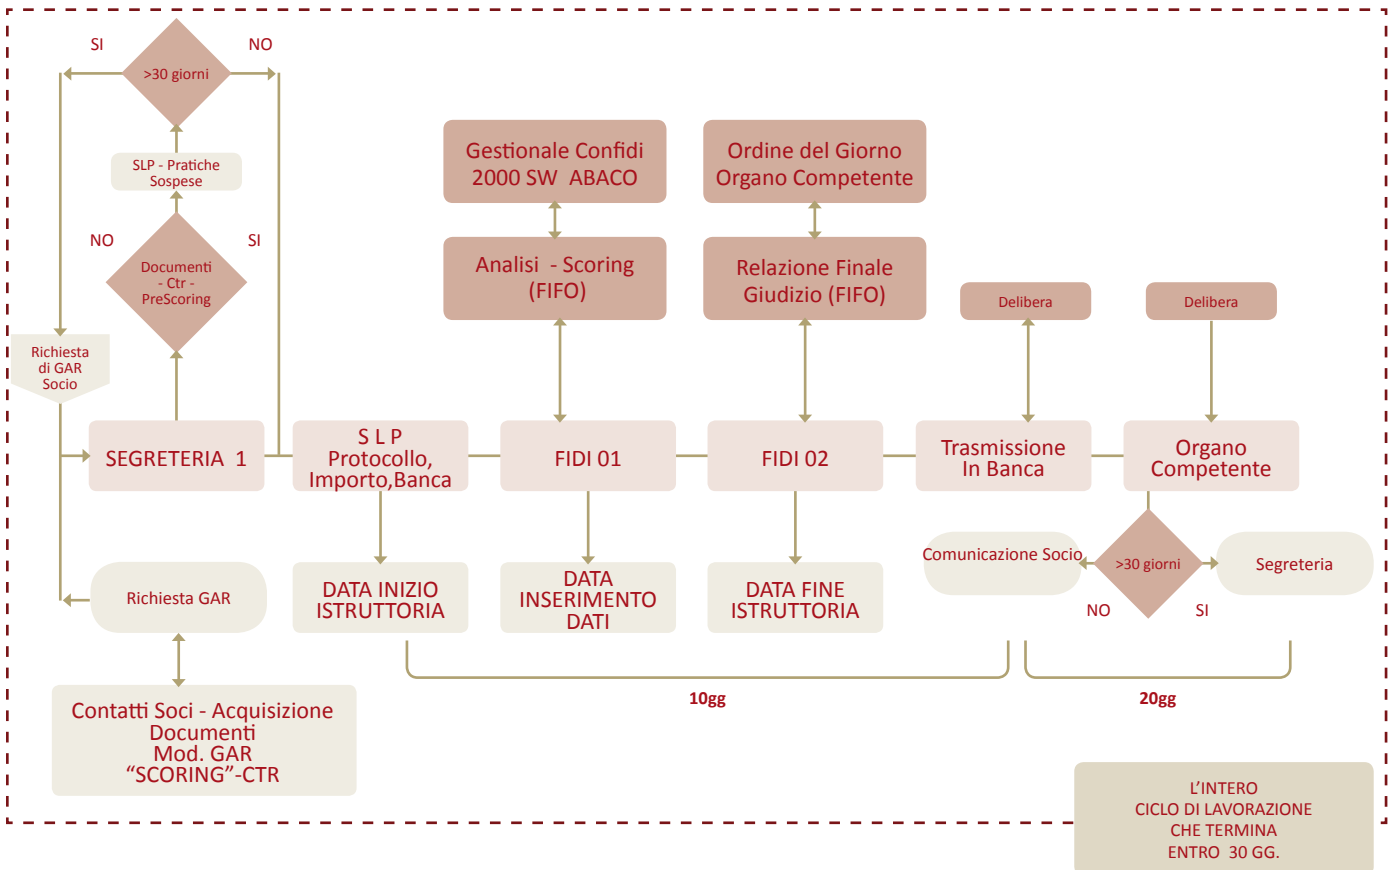 SI
NO
>30 giorni
SLP - Pratiche
Sospese
NO
SI
Documenti
- Ctr -
PreScoring
Richiesta
di GAR
Socio
Gestionale Confidi
2000 SW ABACO
Ordine del Giorno
Organo Competente
Analisi - Scoring
(FIFO)
Relazione Finale
Giudizio (FIFO)
Delibera
Delibera
SEGRETERIA 1
S L P
Protocollo,
Importo,Banca
FIDI 01
FIDI 02
Trasmissione
In Banca
Organo
Competente
Richiesta GAR
DATA INIZIO
ISTRUTTORIA
DATA
INSERIMENTO
DATI
DATA FINE
ISTRUTTORIA
Comunicazione Socio
>30 giorni
Segreteria
NO
SI
10gg
20gg
Contatti Soci - Acquisizione
Documenti
Mod. GAR
“SCORING”-CTR
L’INTERO
CICLO DI LAVORAZIONE
CHE TERMINA
ENTRO 30 GG.